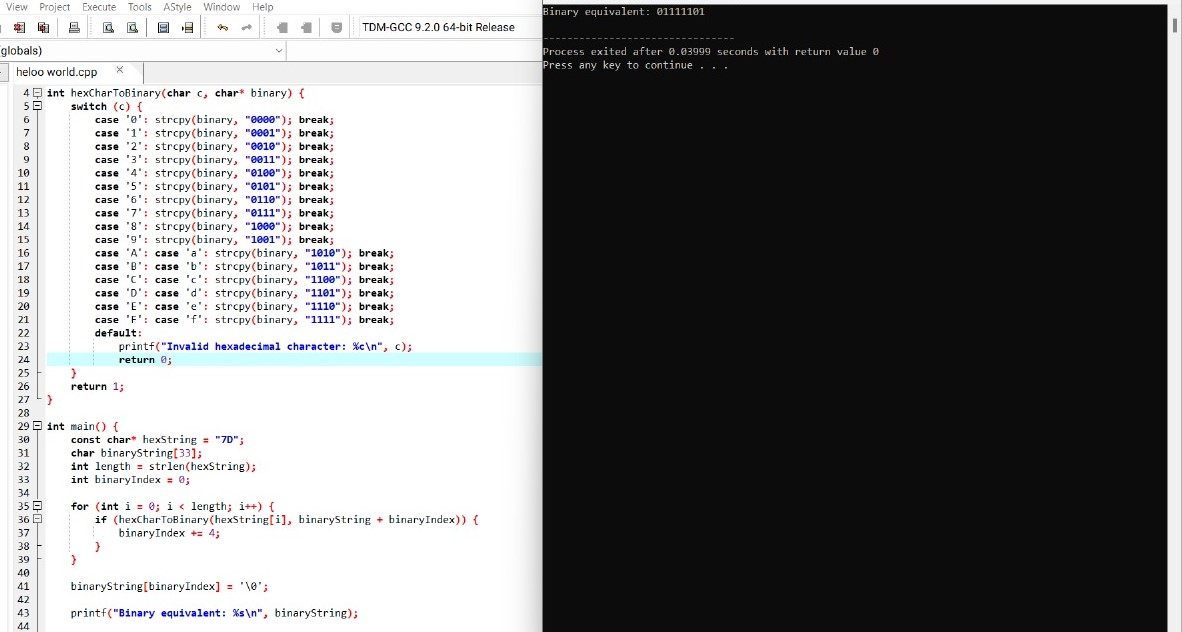 View Project Execute Tools AStyle Window Help
TDM-GCC 9.2.0 64-bit Release
(globals)
heloo world.cpp ×
4 int hexCharToBinary(char c, char* binary) {
5 switch (c) {
6 case '0': strcpy(binary, "0000"); break;
7 case '1': strcpy(binary, "0001"); break;
8 case '2': strcpy(binary, "0010"); break;
9 case '3': strcpy(binary, "0011"); break;
10 case '4': strcpy(binary, "0100"); break;
11 case '5': strcpy(binary, "0101"); break;
12 case '6': strcpy(binary, "0110"); break;
13 case '7': strcpy(binary, "0111"); break;
14 case '8': strcpy(binary, "1000"); break;
15 case '9': strcpy(binary, "1001"); break;
16 case 'A': case 'a': strcpy(binary, "1010"); break;
17 case 'B': case 'b': strcpy(binary, "1011"); break;
18 case 'C': case 'c': strcpy(binary, "1100"); break;
19 case 'D': case 'd': strcpy(binary, "1101"); break;
20 case 'E': case 'e': strcpy(binary, "1110"); break;
21 case 'F': case 'f': strcpy(binary, "1111"); break;
22 default:
23 printf("Invalid hexadecimal character: %c\n", c);
24 return 0;
25 }
26 return 1;
27 }
28
29 int main() {
30 const char* hexString = "7D";
31 char binaryString[33];
32 int length = strlen(hexString);
33 int binaryIndex = 0;
34
35 for (int i = 0; i < length; i++) {
36 if (hexCharToBinary(hexString[i], binaryString + binaryIndex)) {
37 binaryIndex += 4;
38 }
39 }
40
41 binaryString[binaryIndex] = '\0';
42
43 printf("Binary equivalent: %s\n", binaryString);
44
Binary equivalent: 01111101
--------------------------------
Process exited after 0.03999 seconds with return value 0
Press any key to continue . . .